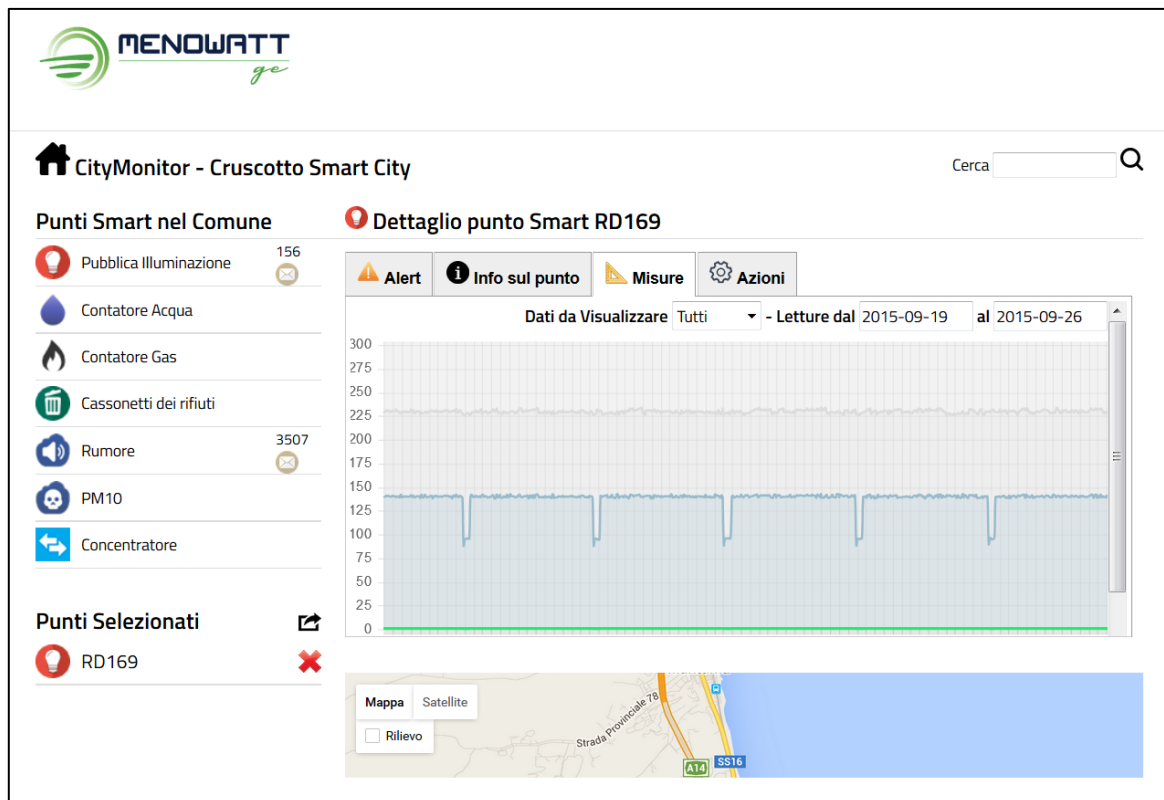 MENOWATT
ge
CityMonitor - Cruscotto Smart City
Cerca
Punti Smart nel Comune
Pubblica Illuminazione
156
Contatore Acqua
Contatore Gas
Cassonetti dei rifiuti
Rumore
3507
PM10
Concentratore
Punti Selezionati
RD169
Dettaglio punto Smart RD169
Alert
Info sul punto
Misure
Azioni
Dati da Visualizzare Tutti - Letture dal 2015-09-19 al 2015-09-26
300
275
250
225
200
175
150
125
100
75
50
25
0
Mappa
Satellite
Rilievo
Strada Provinciale 78
A14
SS16